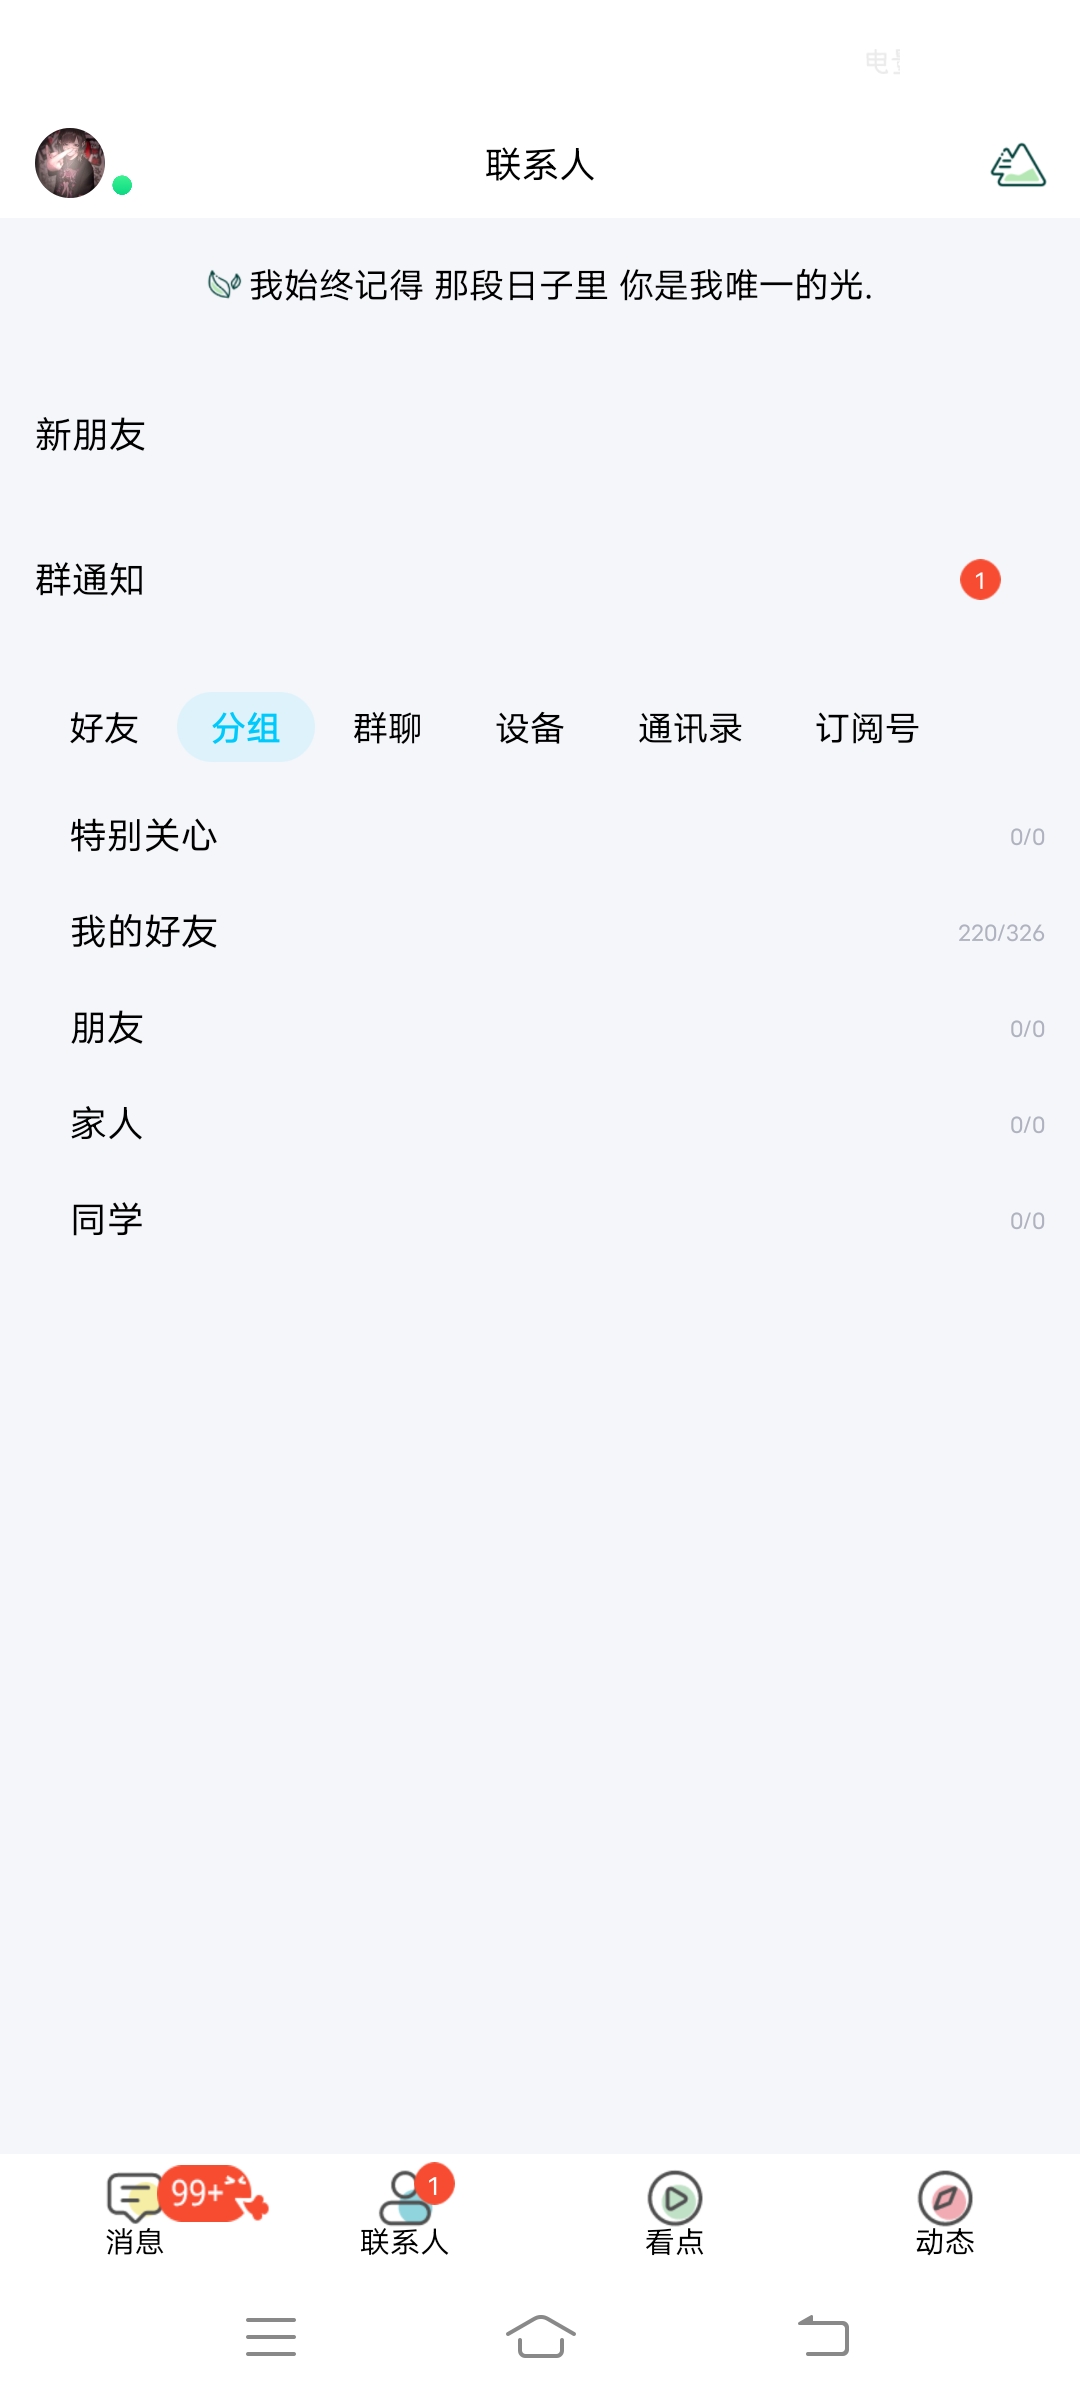 联系人
我始终记得 那段日子里 你是我唯一的光.
新朋友
群通知 1
好友 分组 群聊 设备 通讯录 订阅号
特别关心 0/0
我的好友 220/326
朋友 0/0
家人 0/0
同学 0/0
99+ 1
消息 联系人 看点 动态